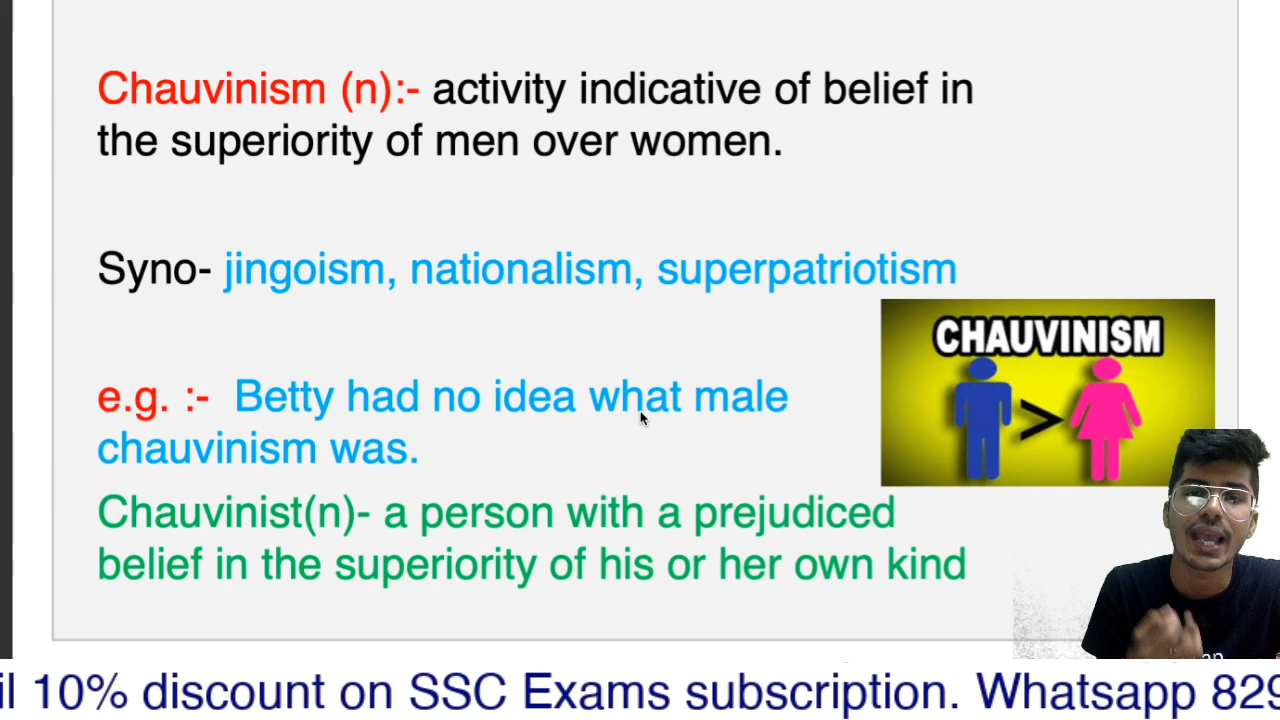 Chauvinism (n):- activity indicative of belief in
the superiority of men over women.
Syno- jingoism, nationalism, superpatriotism
CHAUVINISM
>
e.g. :- Betty had no idea what male
chauvinism was.
Chauvinist(n)- a person with a prejudiced
belief in the superiority of his or her own kind
10% discount on SSC Exams subscription. Whatsapp